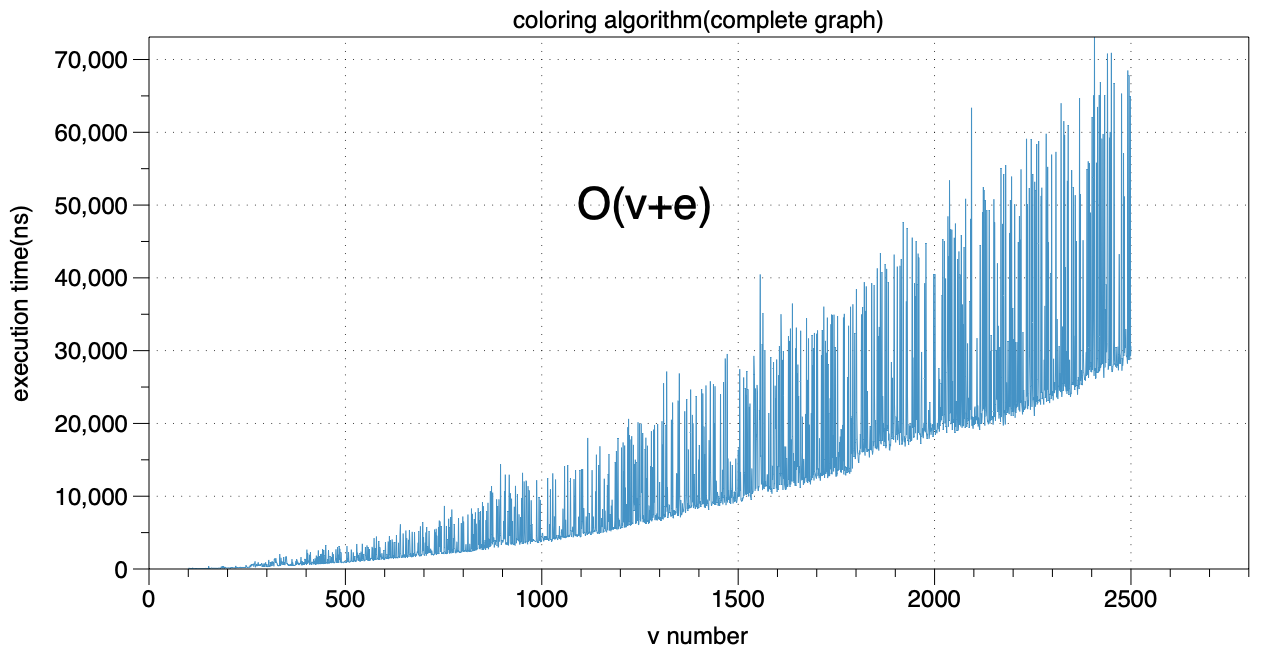 coloring algorithm(complete graph)
70,000
60,000
50,000
40,000
30,000
20,000
10,000
0
execution time(ns)
O(v+e)
0 500 1000 1500 2000 2500
v number